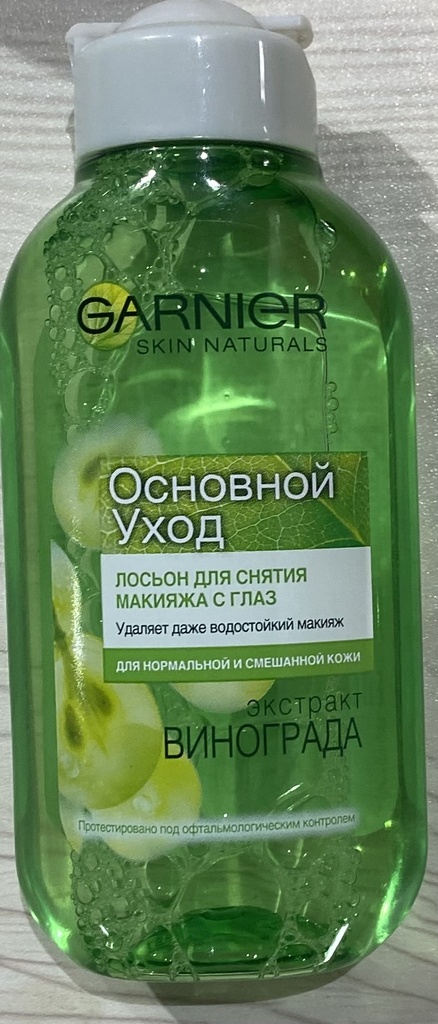 GARNIER
SKIN NATURALS
Основной
Уход
ЛОСЬОН ДЛЯ СНЯТИЯ
МАКИЯЖА С ГЛАЗ
Удаляет даже водостойкий макияж
ДЛЯ НОРМАЛЬНОЙ И СМЕШАННОЙ КОЖИ
экстракт
ВИНОГРАДА
Протестировано под офтальмологическим контролем